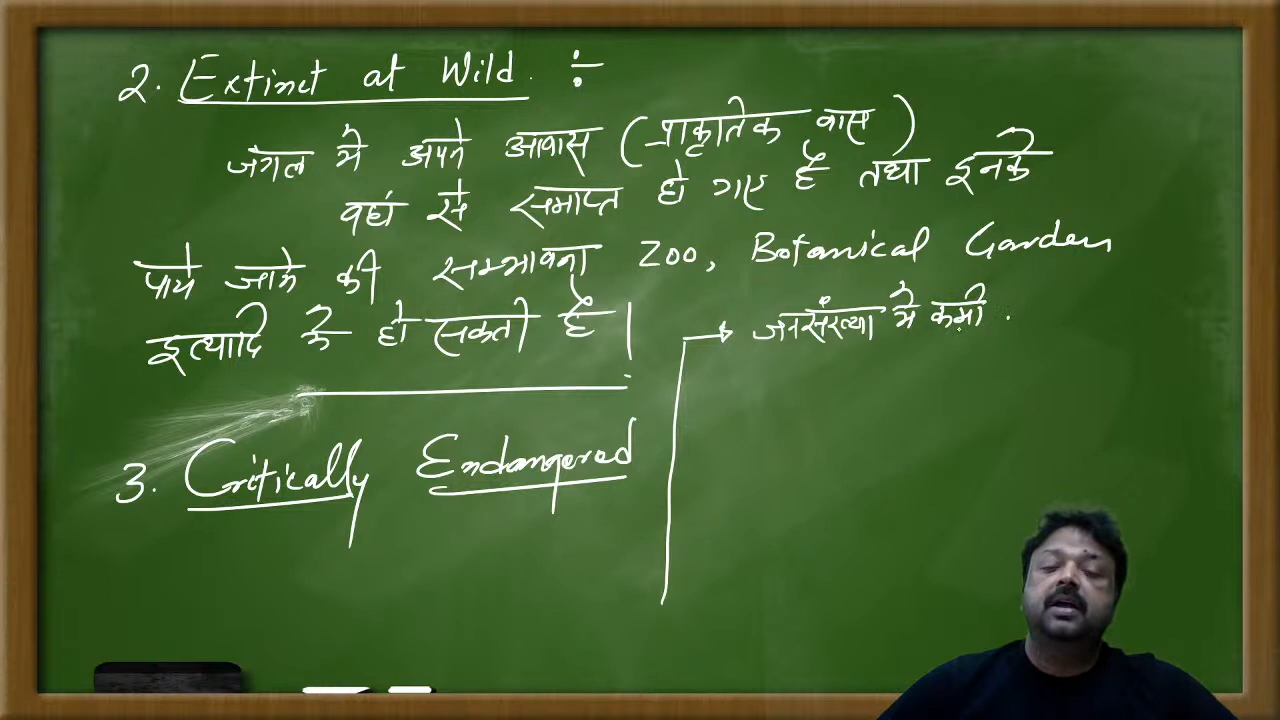 2. Extinct at Wild ÷
जंगल मे अपने आवास (प्राकृतिक वास)
वहां से समाप्त हो गए हैं तथा इनके
पाये जाने की सम्भावना Zoo, Botanical Garden
इत्यादि में हो सकती हैं|
→ जनसंख्या मे कमी .
3. Critically Endangered